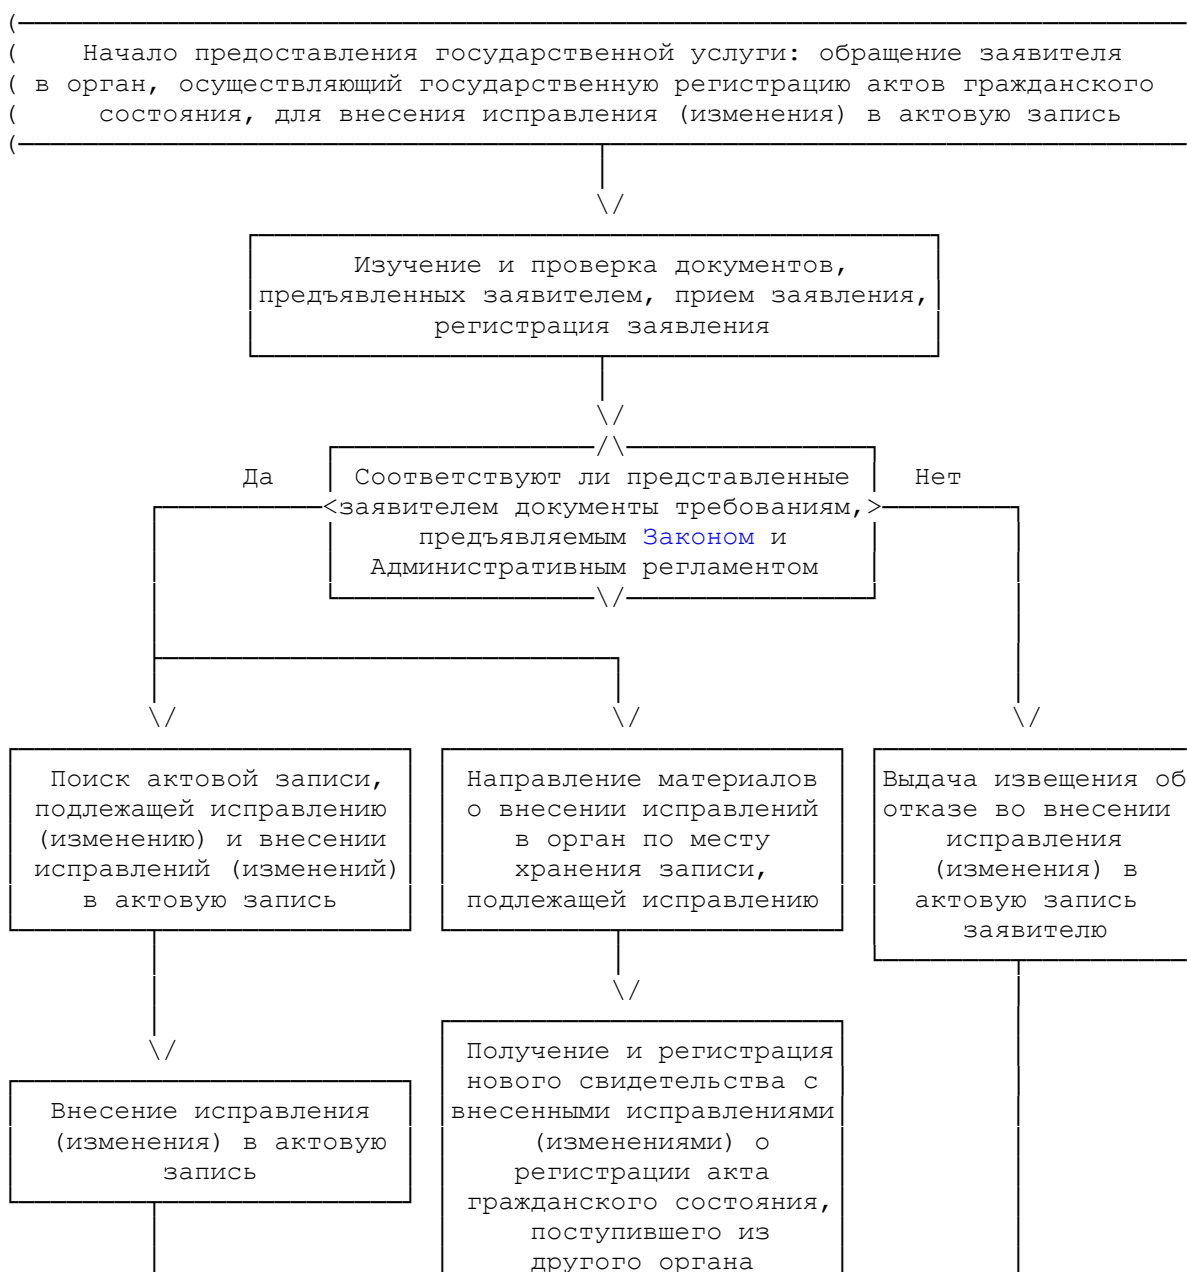 Начало предоставления государственной услуги: обращение заявителя
в орган, осуществляющий государственную регистрацию актов гражданского
состояния, для внесения исправления (изменения) в актовую запись
Изучение и проверка документов,
предъявленных заявителем, прием заявления,
регистрация заявления
Да
Соответствуют ли представленные
заявителем документы требованиям,
предъявляемым Законом и
Административным регламентом
Нет
Поиск актовой записи,
подлежащей исправлению
(изменению) и внесении
исправлений (изменений)
в актовую запись
Направление материалов
о внесении исправлений
в орган по месту
хранения записи,
подлежащей исправлению
Выдача извещения об
отказе во внесении
исправления
(изменения) в
актовую запись
заявителю
Внесение исправления
(изменения) в актовую
запись
Получение и регистрация
нового свидетельства с
внесенными исправлениями
(изменениями) о
регистрации акта
гражданского состояния,
поступившего из
другого органа